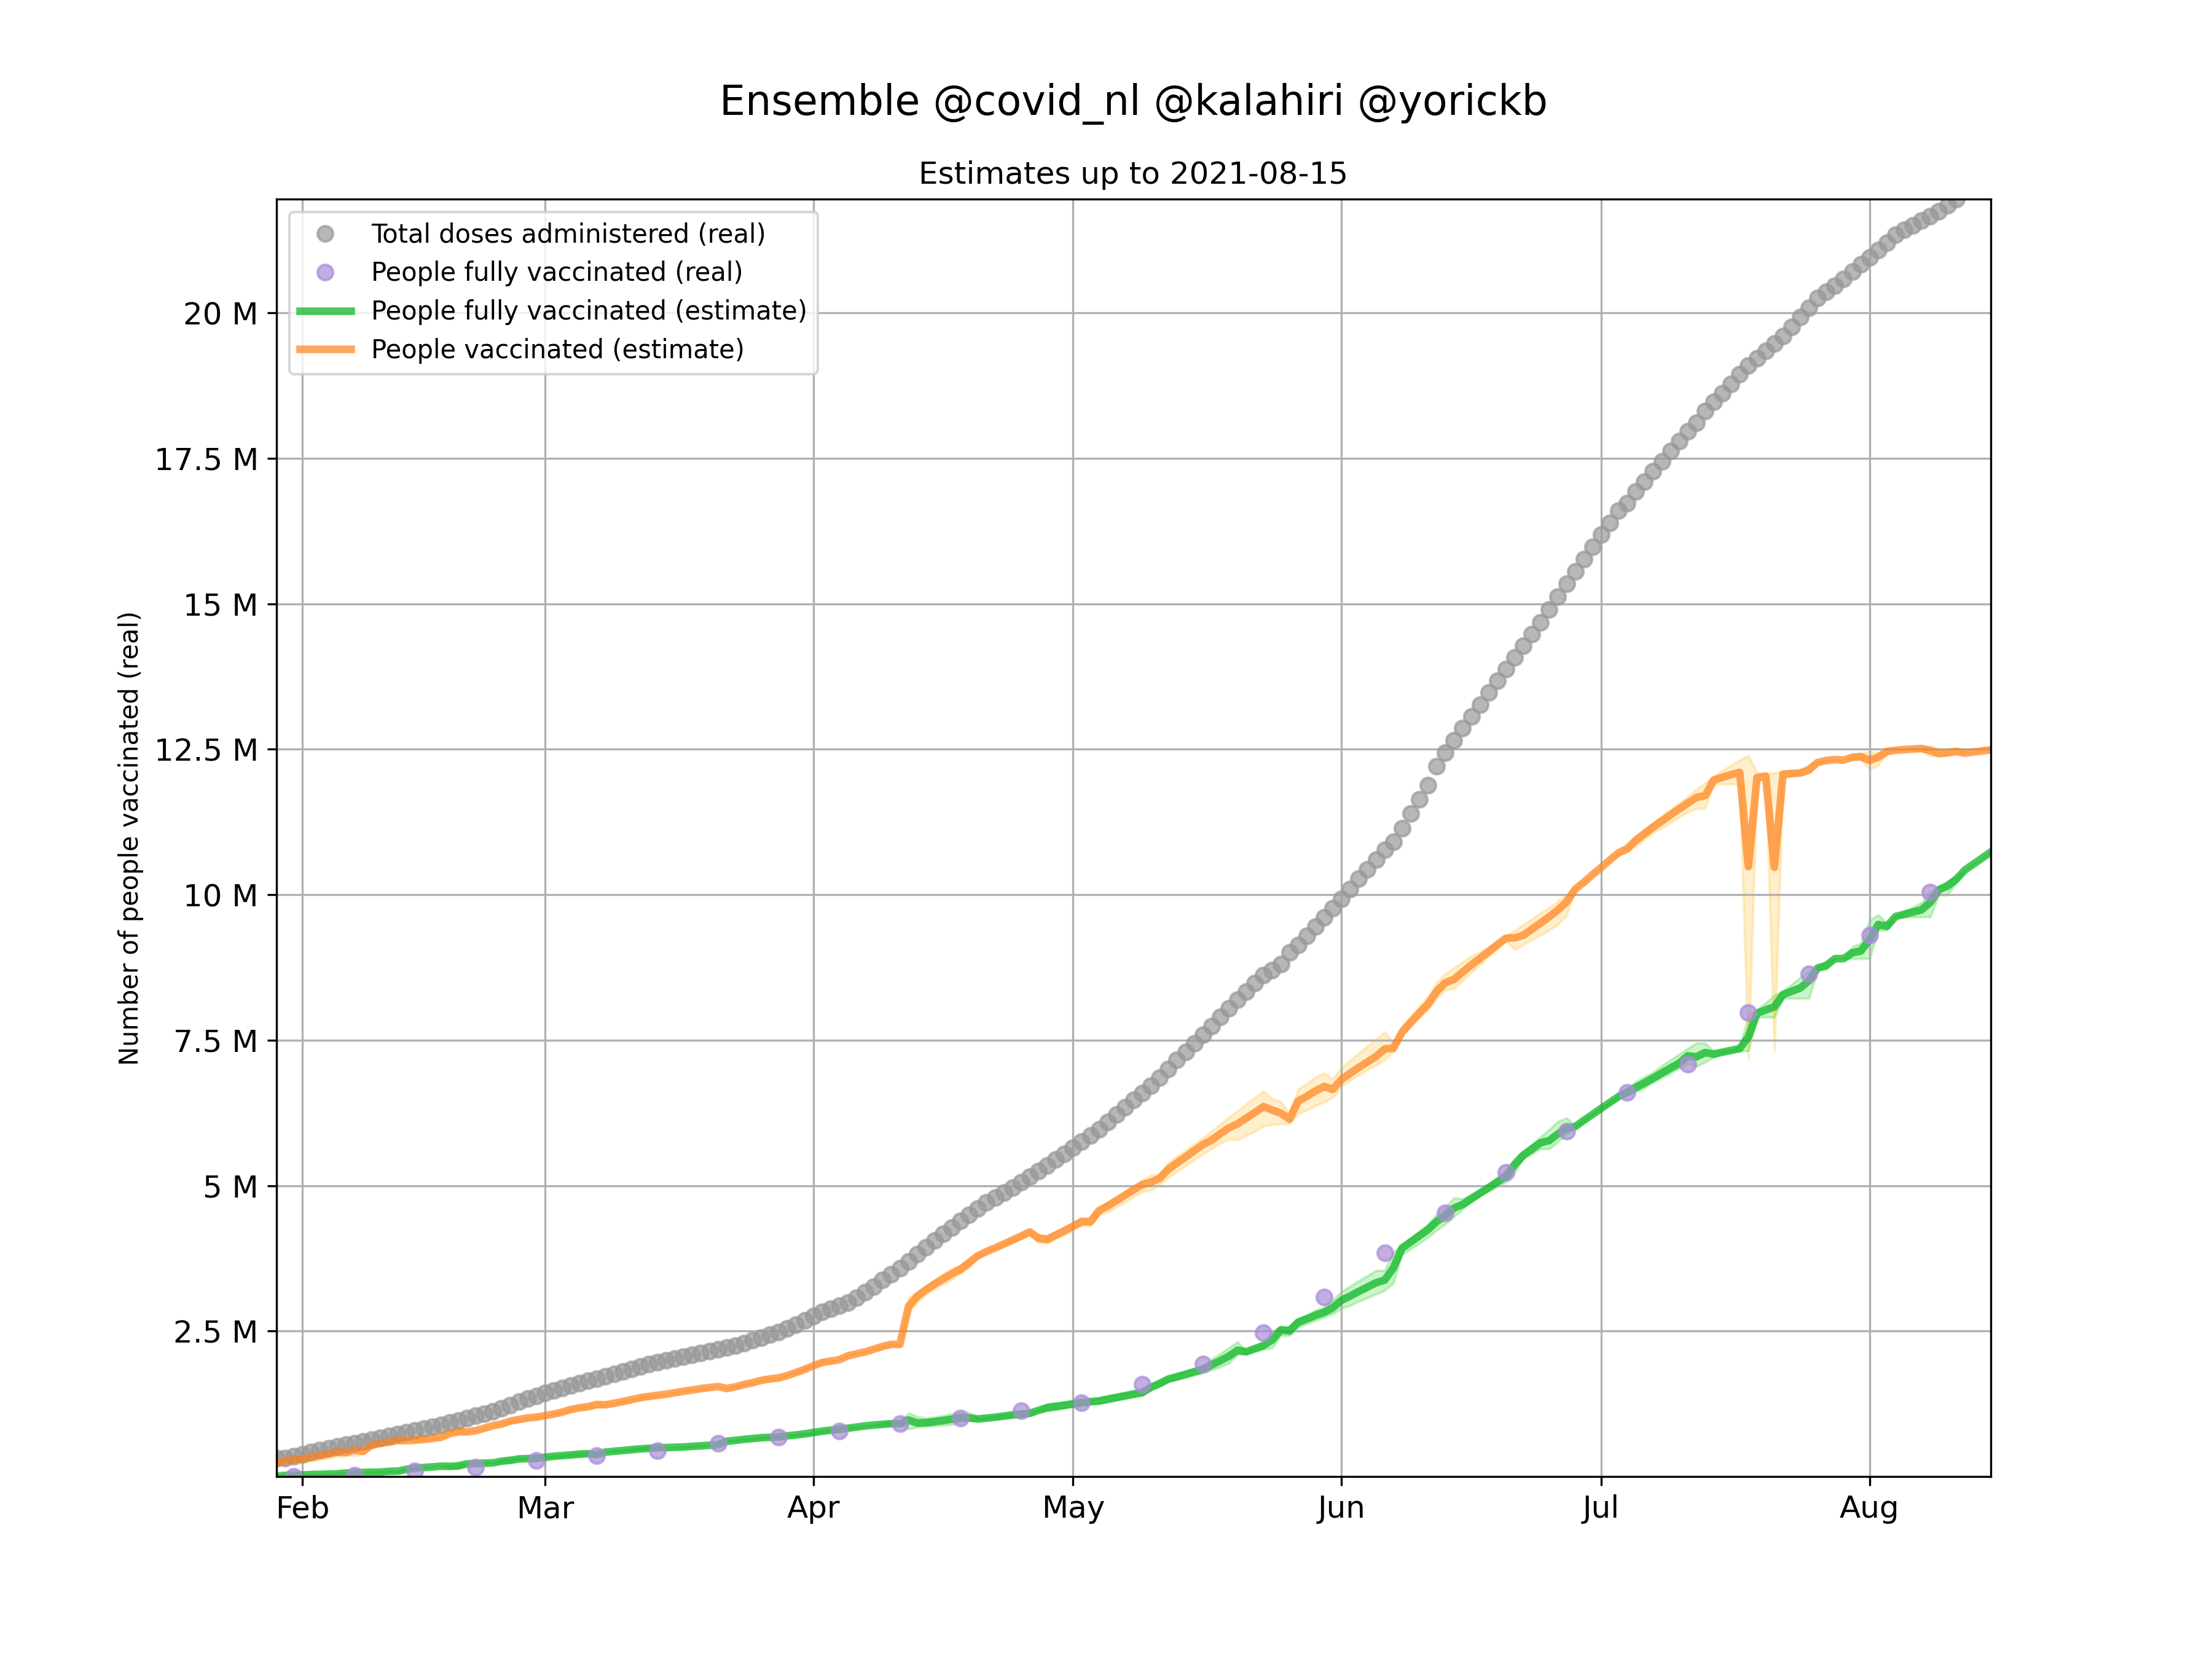 Ensemble @covid_nl @kalahiri @yorickb
Estimates up to 2021-08-15
Total doses administered (real)
People fully vaccinated (real)
People fully vaccinated (estimate)
People vaccinated (estimate)
Number of people vaccinated (real)
20 M
17.5 M
15 M
12.5 M
10 M
7.5 M
5 M
2.5 M
Feb Mar Apr May Jun Jul Aug